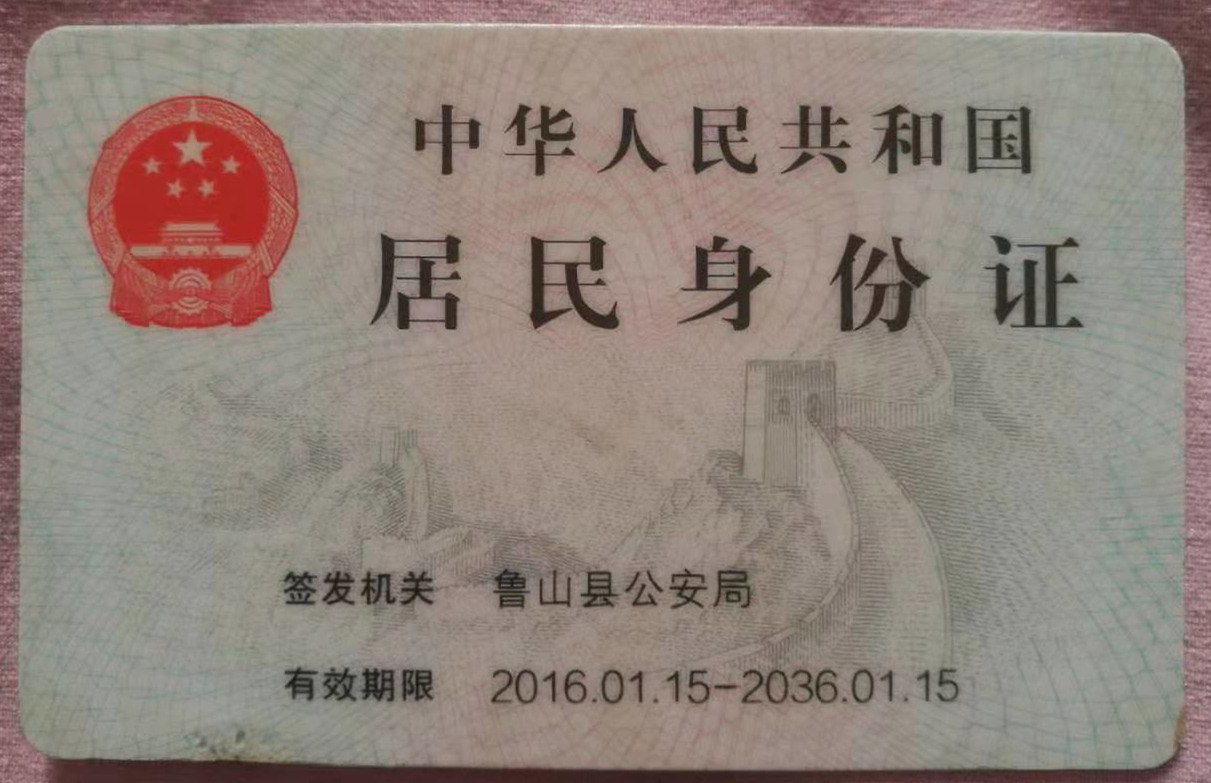 中华人民共和国
居民身份证
签发机关 鲁山县公安局
有效期限 2016.01.15-2036.01.15